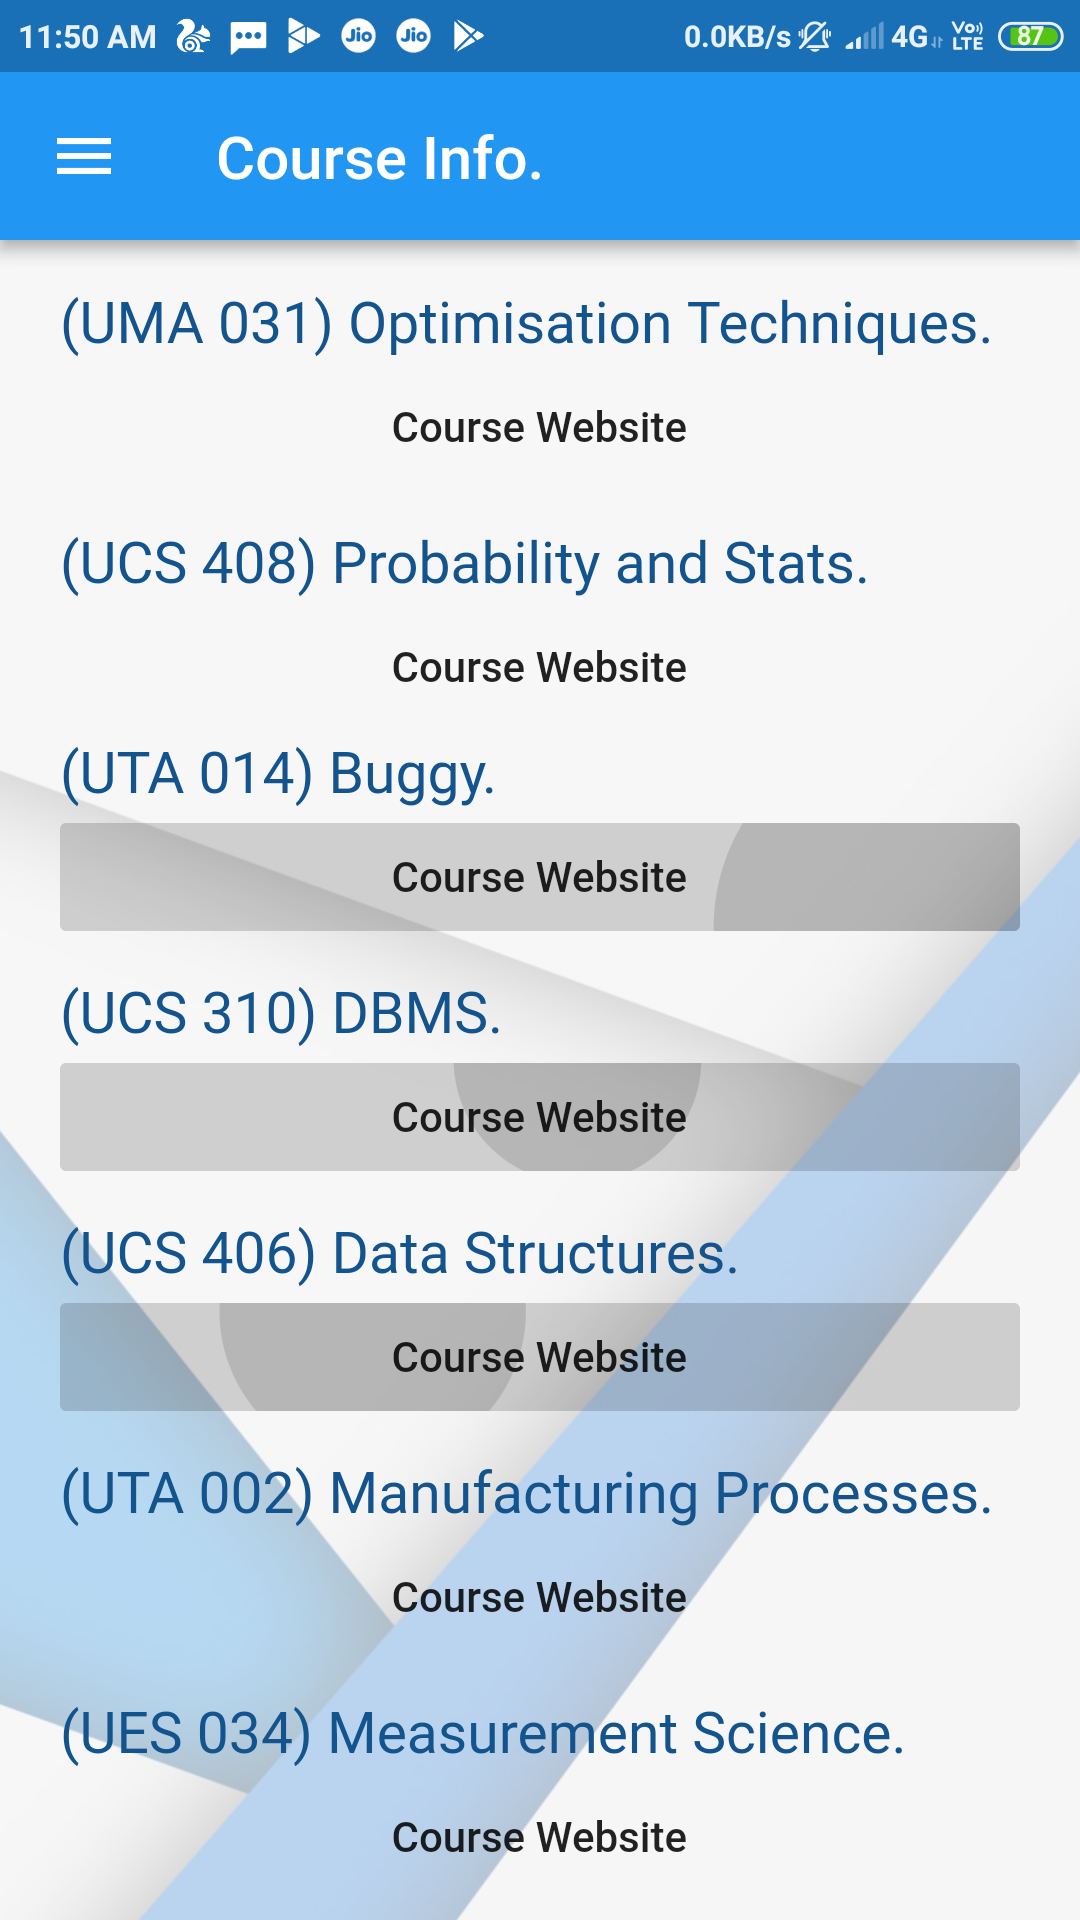 11:50 AM Jio Jio 0.0KB/s 4G VoLTE 87
Course Info.
(UMA 031) Optimisation Techniques.
Course Website
(UCS 408) Probability and Stats.
Course Website
(UTA 014) Buggy.
Course Website
(UCS 310) DBMS.
Course Website
(UCS 406) Data Structures.
Course Website
(UTA 002) Manufacturing Processes.
Course Website
(UES 034) Measurement Science.
Course Website